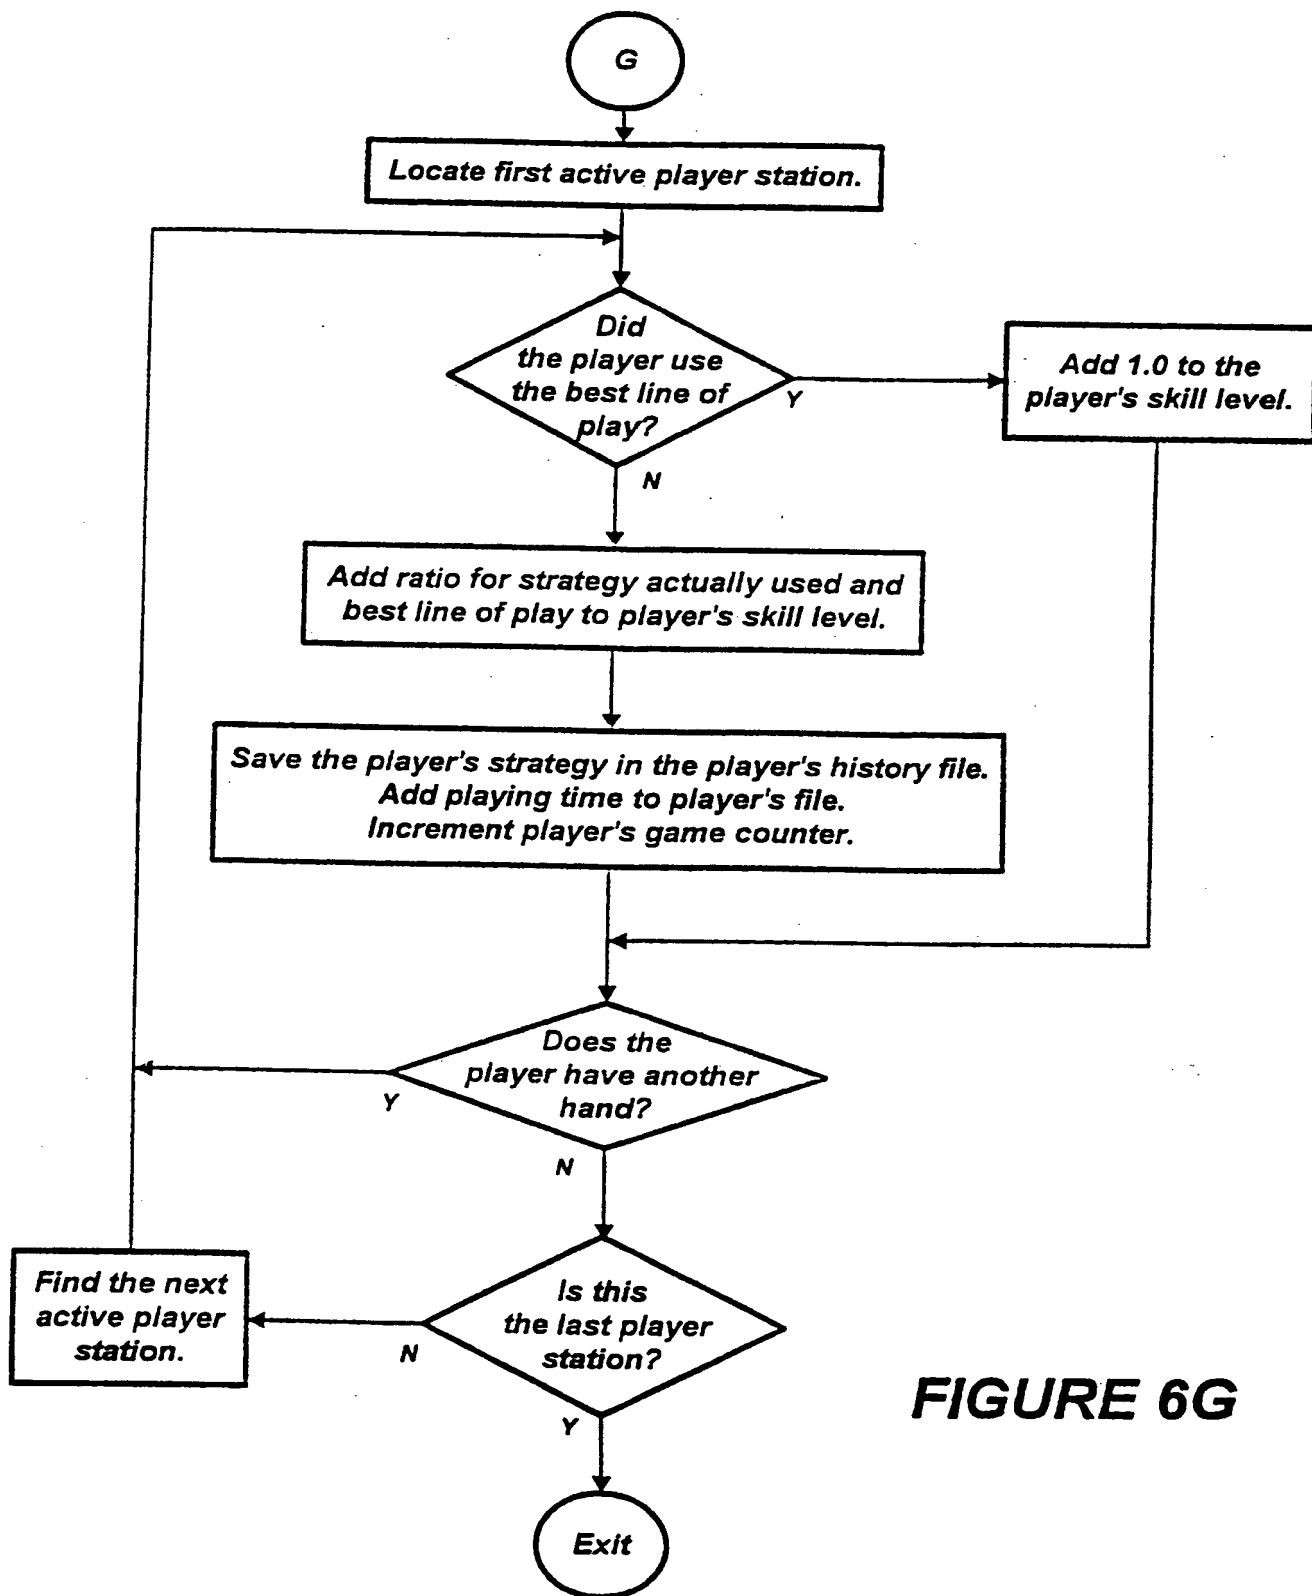 G
Locate first active player station.
Did
the player use
the best line of
play?
Y
Add 1.0 to the
player's skill level.
N
Add ratio for strategy actually used and
best line of play to player's skill level.
Save the player's strategy in the player's history file.
Add playing time to player's file.
Increment player's game counter.
Does the
player have another
hand?
Y
N
Find the next
active player
station.
Is this
the last player
station?
N
Y
Exit
FIGURE 6G